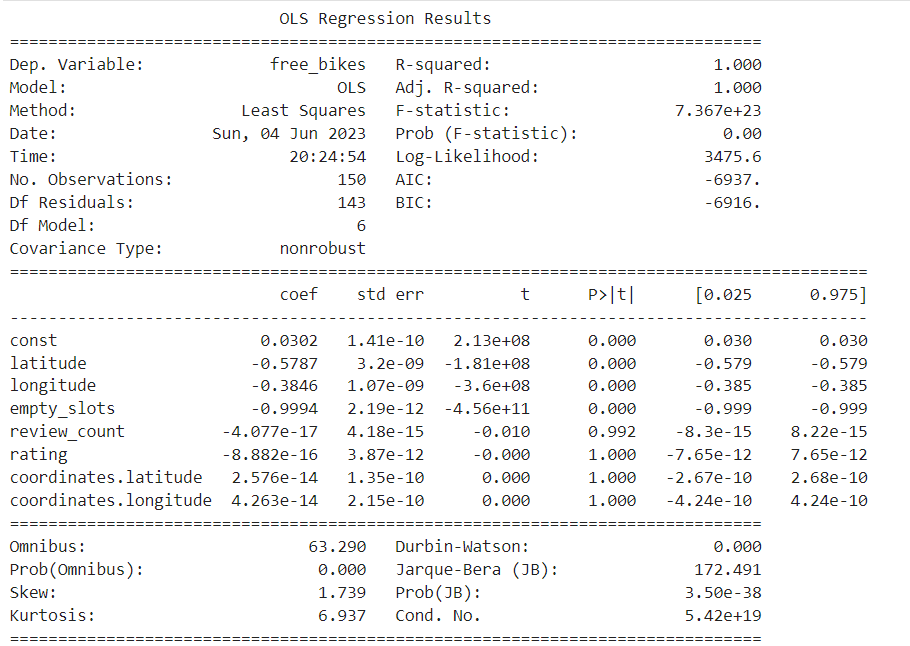 OLS Regression Results
==============================================================================
Dep. Variable:             free_bikes   R-squared:                       1.000
Model:                            OLS   Adj. R-squared:                  1.000
Method:                 Least Squares   F-statistic:                 7.367e+23
Date:                Sun, 04 Jun 2023   Prob (F-statistic):               0.00
Time:                        20:24:54   Log-Likelihood:                 3475.6
No. Observations:                 150   AIC:                            -6937.
Df Residuals:                     143   BIC:                            -6916.
Df Model:                           6
Covariance Type:            nonrobust
=========================================================================================
                            coef    std err          t      P>|t|      [0.025      0.975]
-----------------------------------------------------------------------------------------
const                     0.0302   1.41e-10   2.13e+08      0.000       0.030       0.030
latitude                 -0.5787    3.2e-09  -1.81e+08      0.000      -0.579      -0.579
longitude                -0.3846   1.07e-09   -3.6e+08      0.000      -0.385      -0.385
empty_slots              -0.9994   2.19e-12  -4.56e+11      0.000      -0.999      -0.999
review_count          -4.077e-17   4.18e-15     -0.010      0.992    -8.3e-15    8.22e-15
rating                -8.882e-16   3.87e-12     -0.000      1.000   -7.65e-12    7.65e-12
coordinates.latitude   2.576e-14   1.35e-10      0.000      1.000   -2.67e-10    2.68e-10
coordinates.longitude  4.263e-14   2.15e-10      0.000      1.000   -4.24e-10    4.24e-10
==============================================================================
Omnibus:                       63.290   Durbin-Watson:                   0.000
Prob(Omnibus):                  0.000   Jarque-Bera (JB):              172.491
Skew:                           1.739   Prob(JB):                     3.50e-38
Kurtosis:                       6.937   Cond. No.                     5.42e+19
==============================================================================